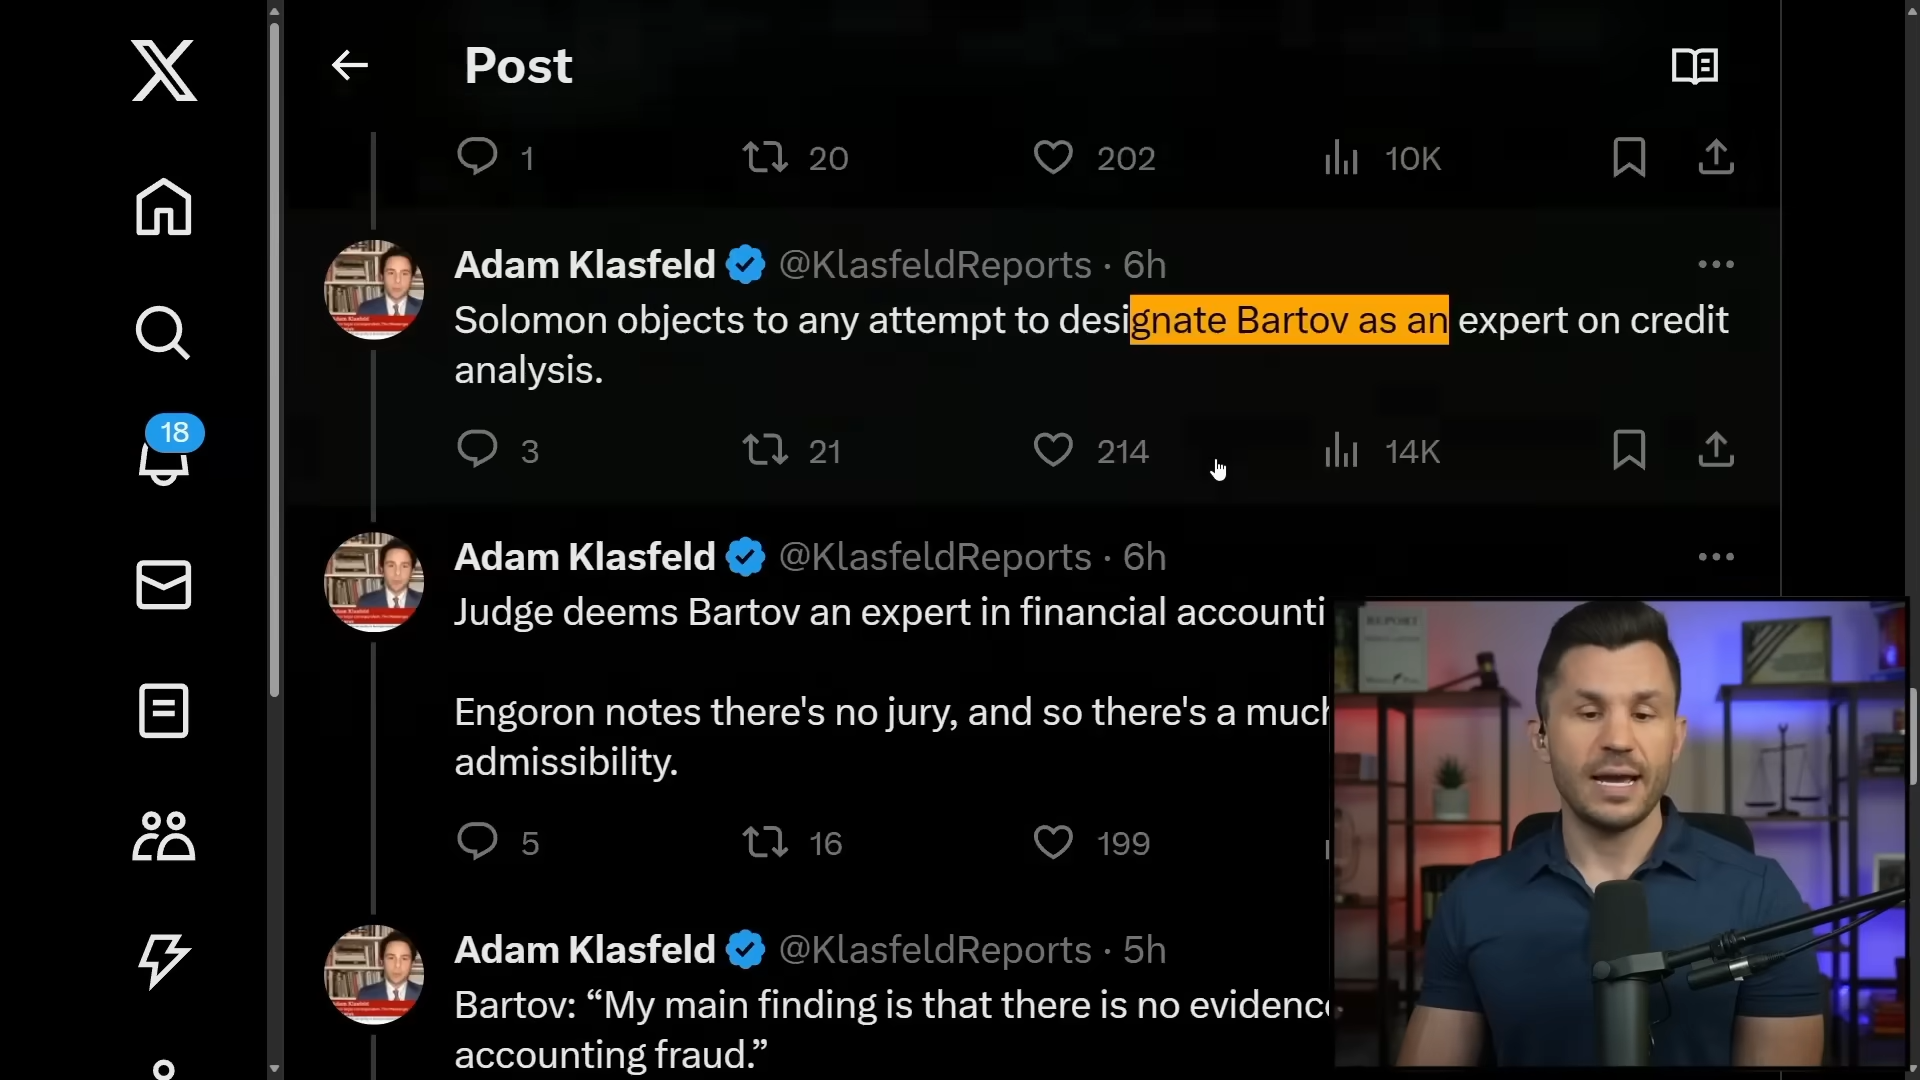 Post
1 20 202 10K
Adam Klasfeld @KlasfeldReports · 6h
Solomon objects to any attempt to designate Bartov as an expert on credit
analysis.
18
3 21 214 14K
Adam Klasfeld @KlasfeldReports · 6h
Judge deems Bartov an expert in financial accounti
Engoron notes there's no jury, and so there's a much
admissibility.
5 16 199
Adam Klasfeld @KlasfeldReports · 5h
Bartov: “My main finding is that there is no evidence
accounting fraud.”
REPORT